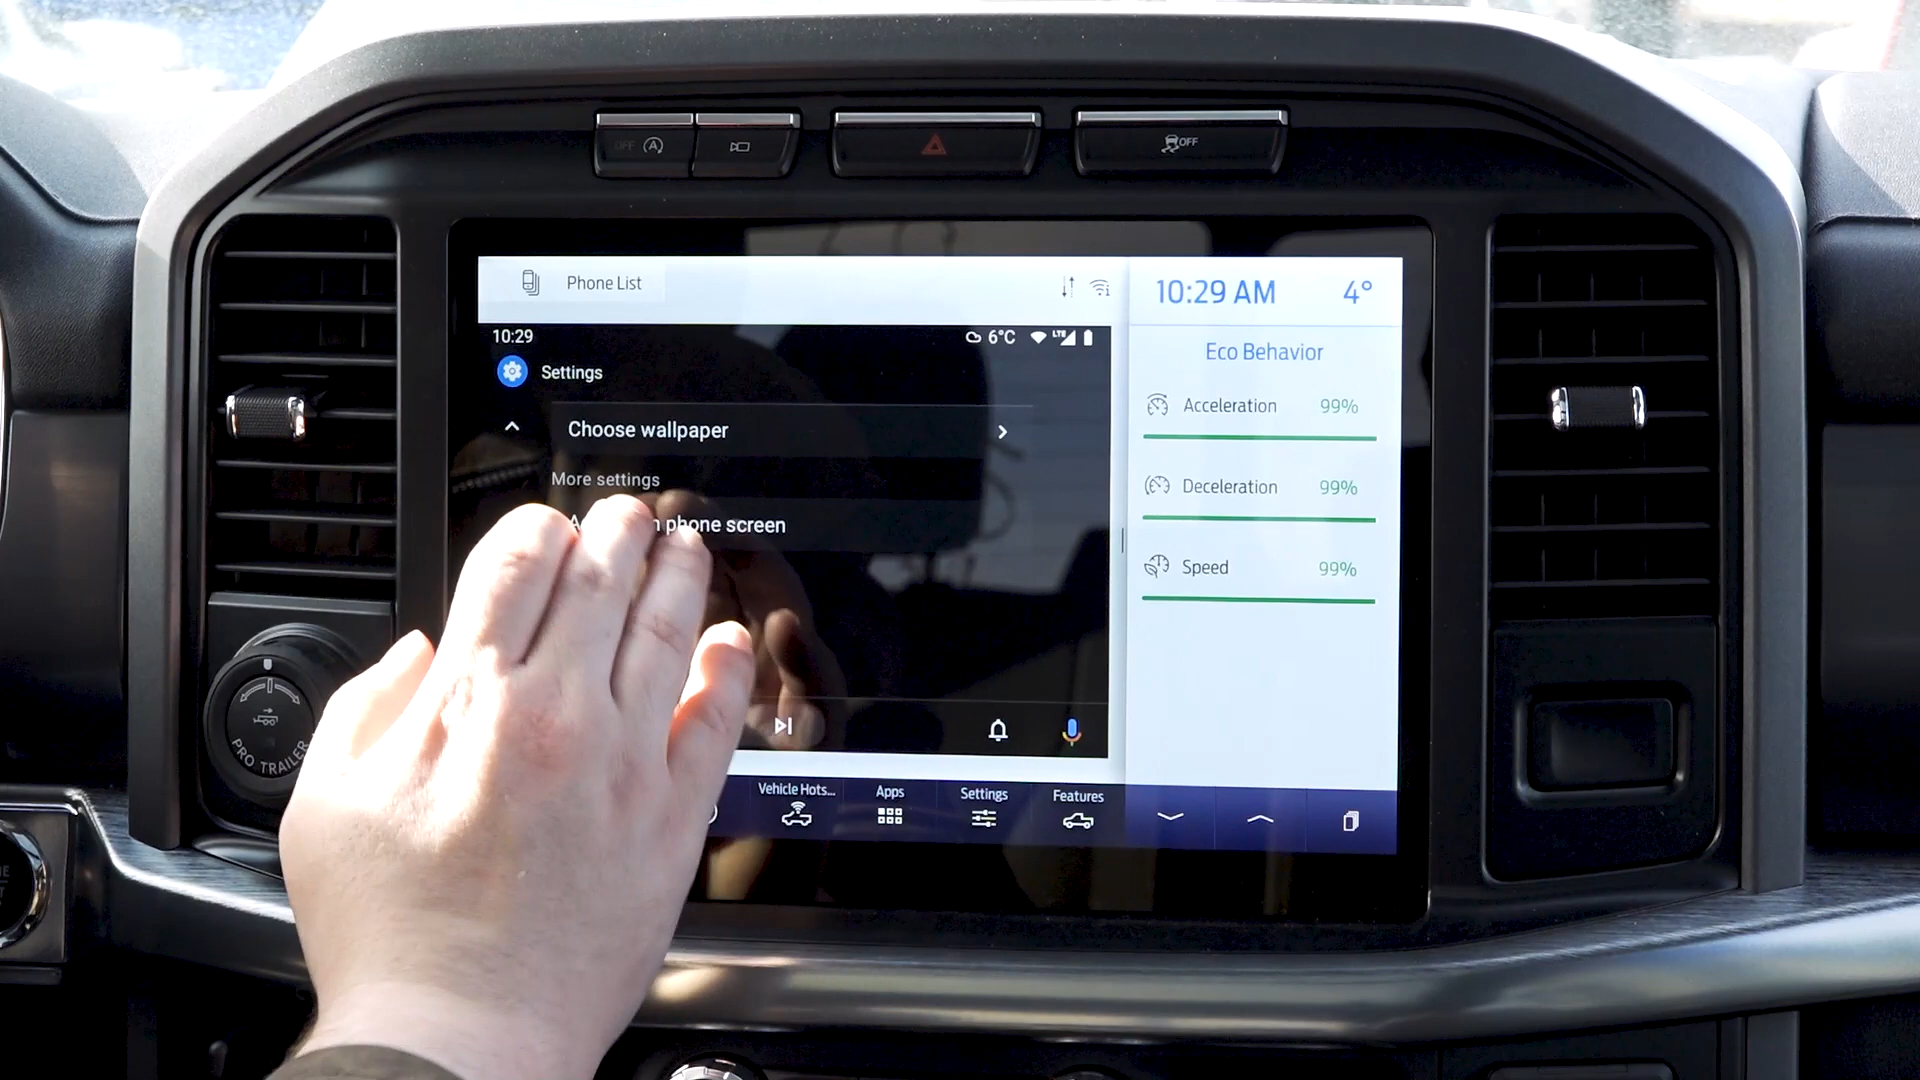 OFF
OFF
Phone List
10:29 AM
4°
10:29
6°C
LTE
Settings
Choose wallpaper
More settings
phone screen
Eco Behavior
Acceleration 99%
Deceleration 99%
Speed 99%
PRO TRAILER
Vehicle Hots...
Apps
Settings
Features